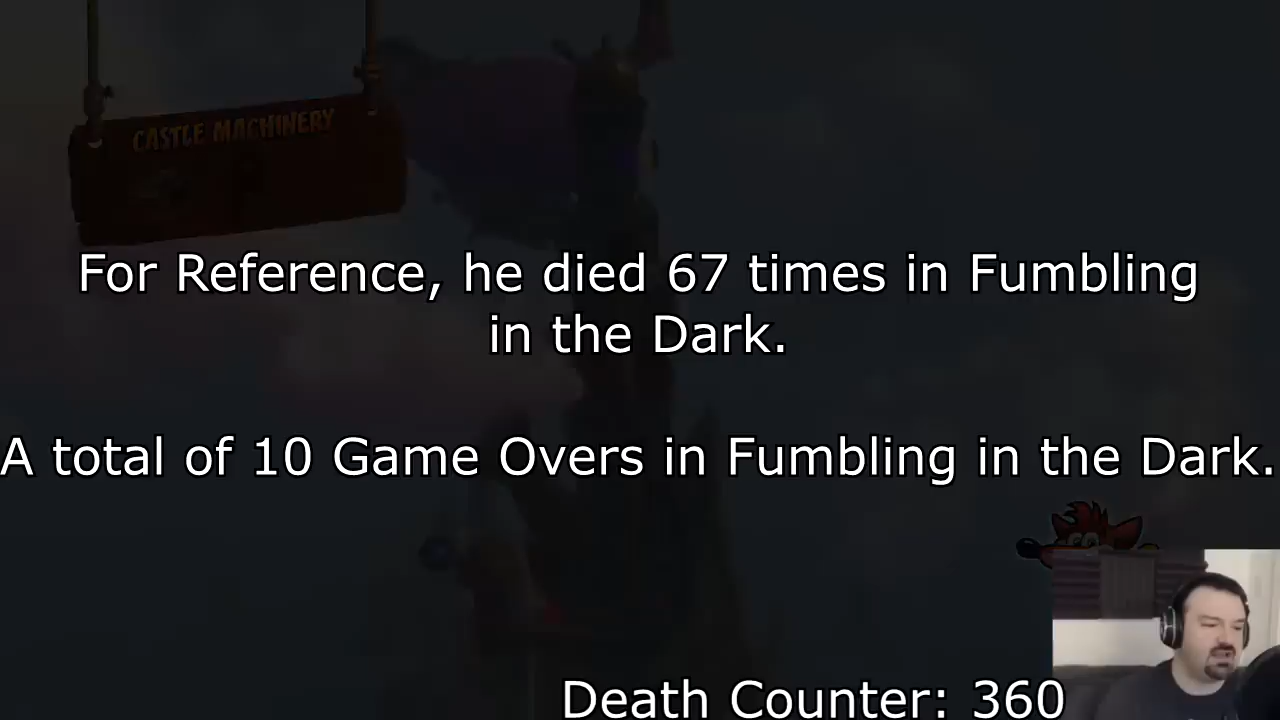 CASTLE MACHINERY
For Reference, he died 67 times in Fumbling
in the Dark.
A total of 10 Game Overs in Fumbling in the Dark.
Death Counter: 360